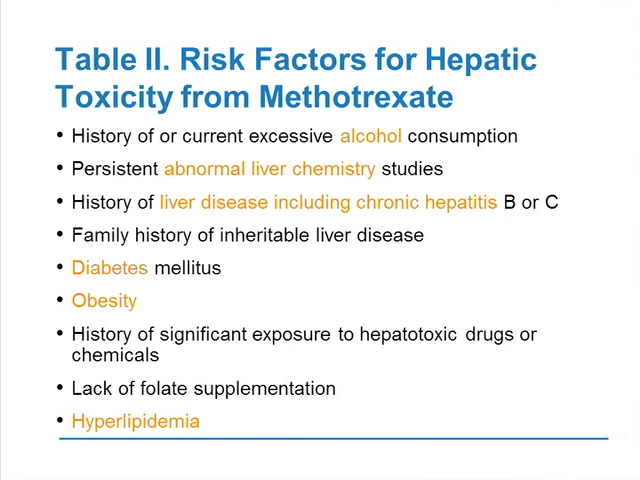 Table II. Risk Factors for Hepatic
Toxicity from Methotrexate
• History of or current excessive alcohol consumption
• Persistent abnormal liver chemistry studies
• History of liver disease including chronic hepatitis B or C
• Family history of inheritable liver disease
• Diabetes mellitus
• Obesity
• History of significant exposure to hepatotoxic drugs or
chemicals
• Lack of folate supplementation
• Hyperlipidemia